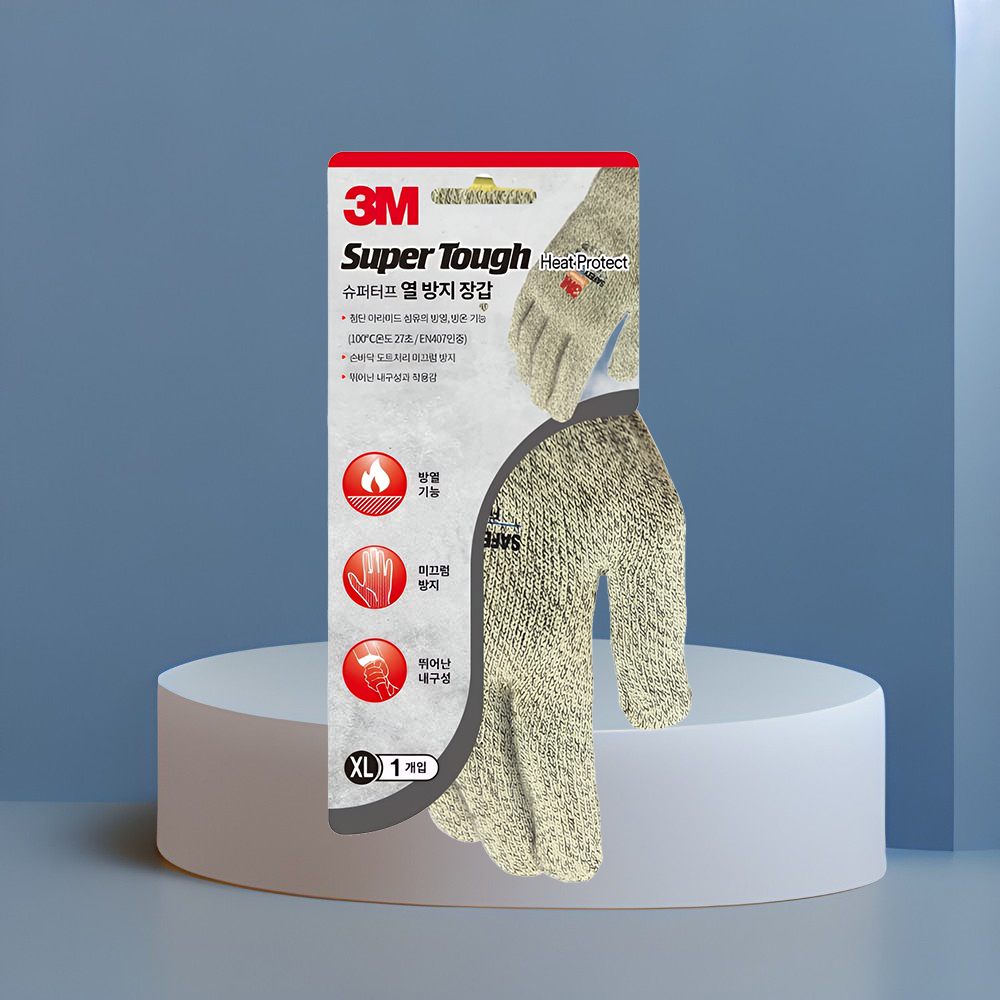 3M
Super Tough Heat Protect
슈퍼터프 열 방지 장갑
첨단 아라미드 섬유의 방열, 방온 기능
(100°C온도 27초 / EN407인증)
손바닥 도트처리 미끄럼 방지
뛰어난 내구성과 착용감
3M
SAFETY
방열
기능
미끄럼
방지
뛰어난
내구성
XL 1 개입
SAFE